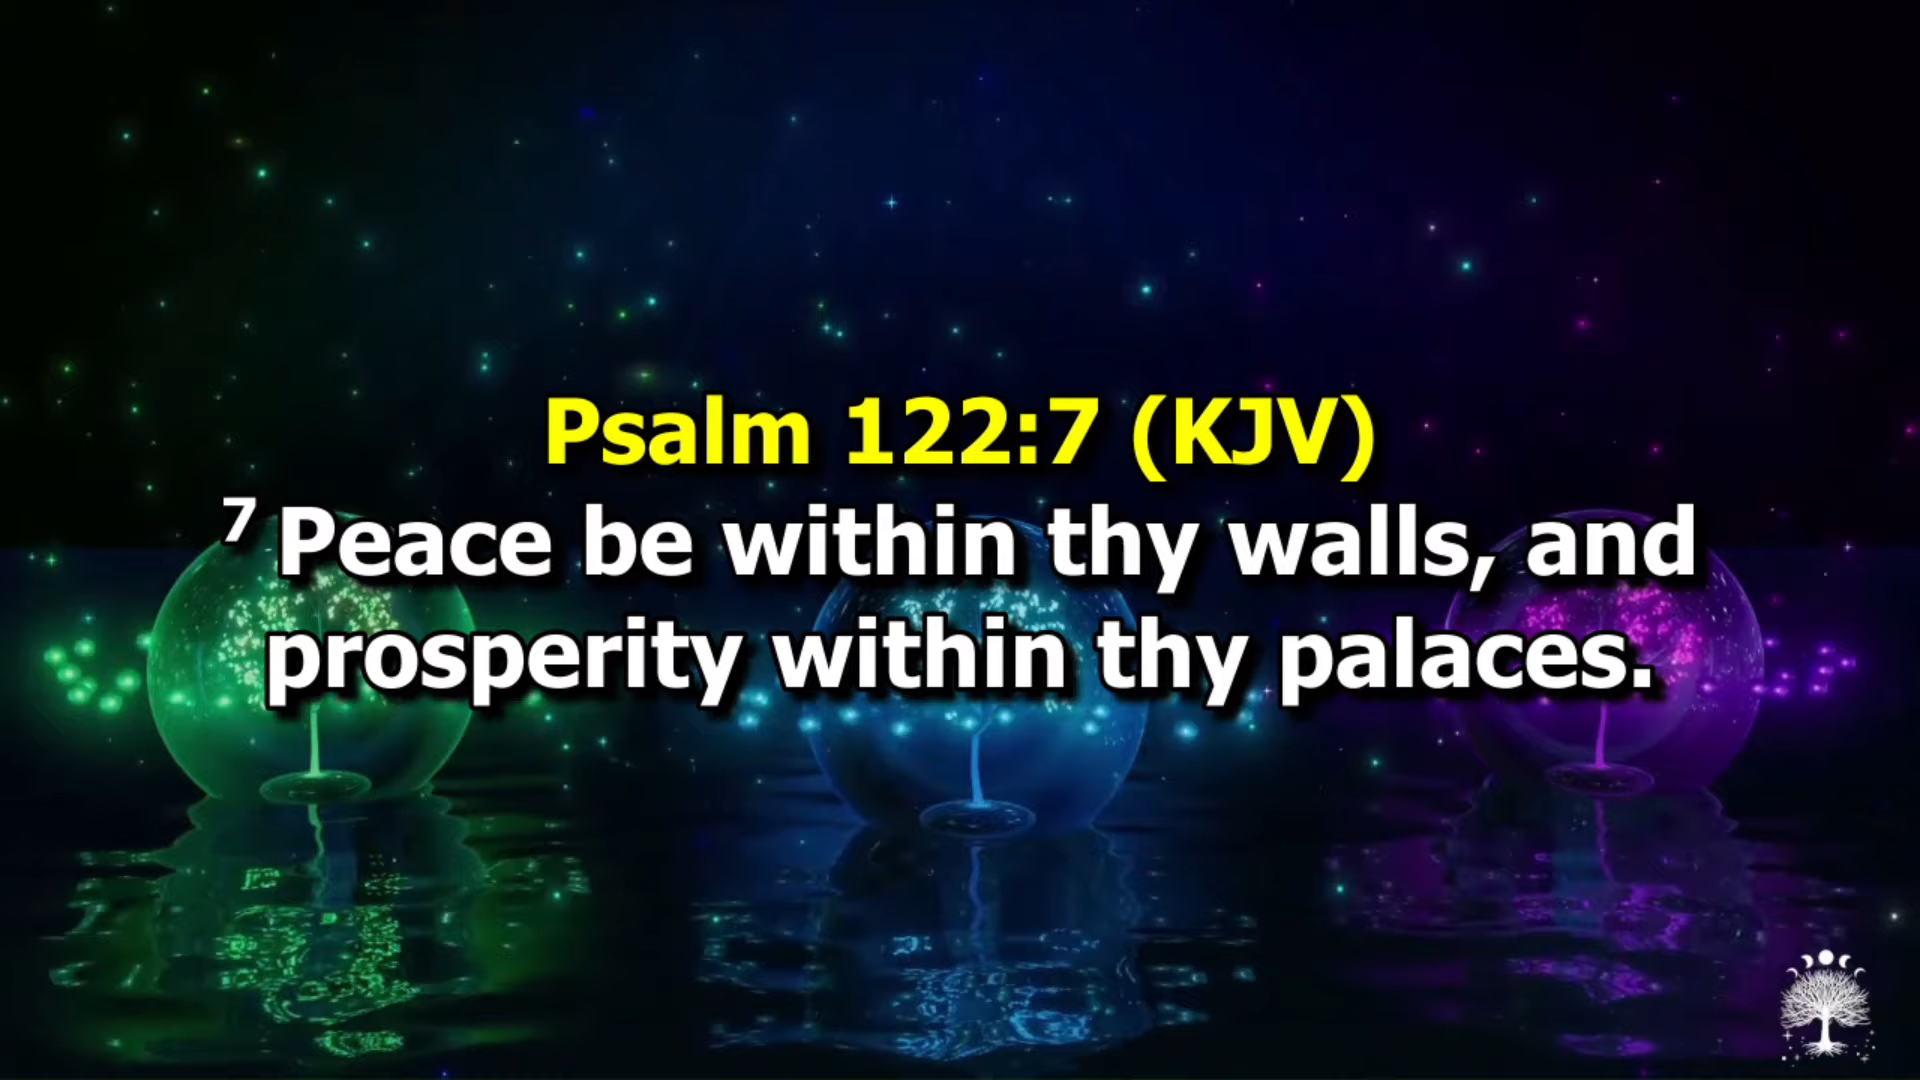 Psalm 122:7 (KJV)
7 Peace be within thy walls, and
prosperity within thy palaces.